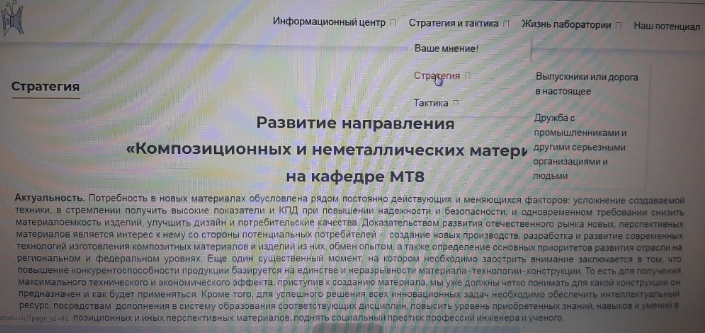 Информационный центр
Стратегия и тактика
Жизнь лаборатории
Наш потенциал
Ваше мнение!
Стратегия
Тактика
Выпускники или дорога
в настоящее
Дружба с
промышленниками и
другими серьезными
организациями и
людьми
Стратегия
Развитие направления
«Композиционных и неметаллических матери
на кафедре МТ8
Актуальность. Потребность в новых материалах обусловлена рядом постоянно действующих и меняющихся факторов: усложнение создаваемой
техники, в стремлении получить высокие показатели и КПД при повышении надежности и безопасности, и одновременном требовании снизить
материалоемкость изделий, улучшить дизайн и потребительские качества. Доказательством развития отечественного рынка новых, перспективных
материалов является интерес к нему со стороны потенциальных потребителей – создание новых производств, разработка и развитие современных
технологий изготовления композитных материалов и изделий из них, обмен опытом, а также определение основных приоритетов развития отрасли на
региональном и федеральном уровнях. Еще один существенный момент, на котором необходимо заострить внимание заключается в том, что
повышение конкурентоспособности продукции базируется на единстве и неразрывности материала -технологии-конструкции. То есть для получения
максимального технического и экономического эффекта, приступив к созданию материала, мы уже должны четко понимать для какой конструкции он
предназначен и как будет применяться. Кроме того, для успешного решения всех инновационных задач необходимо обеспечить интеллектуальный
ресурс, посредствам дополнения в систему образования соответствующих дисциплин, повысить уровень приобретенных знаний, навыков и умений в
позиционных и иных перспективных материалов, поднять социальный престиж профессий инженера и ученого.